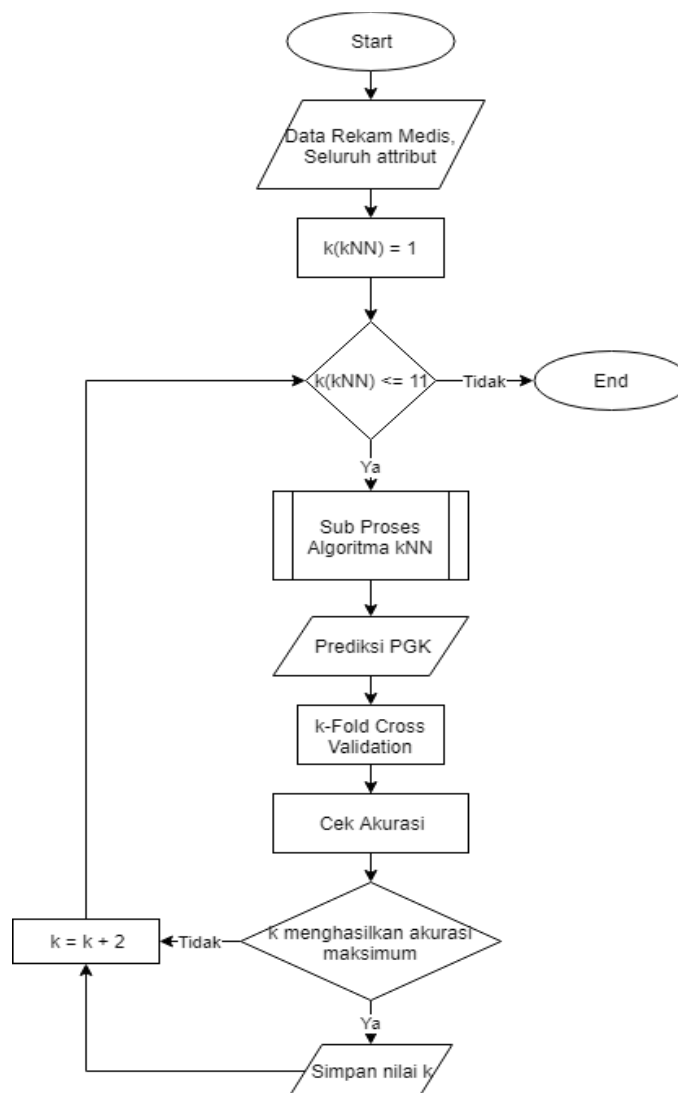 Start
Data Rekam Medis,
Seluruh attribut
k(kNN) = 1
k(kNN) <= 11
Tidak
End
Ya
Sub Proses
Algoritma kNN
Prediksi PGK
k-Fold Cross
Validation
Cek Akurasi
k menghasilkan akurasi
maksimum
Tidak
k = k + 2
Ya
Simpan nilai k